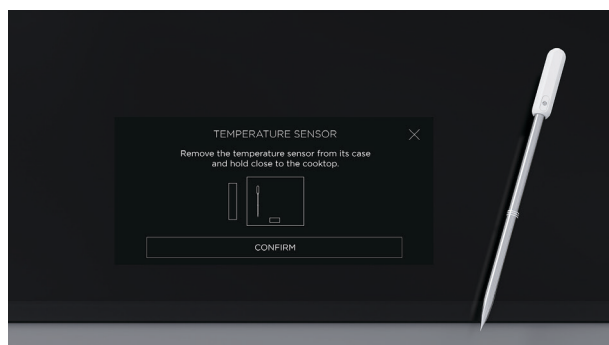 TEMPERATURE SENSOR
Remove the temperature sensor from its case
and hold close to the cooktop.
CONFIRM